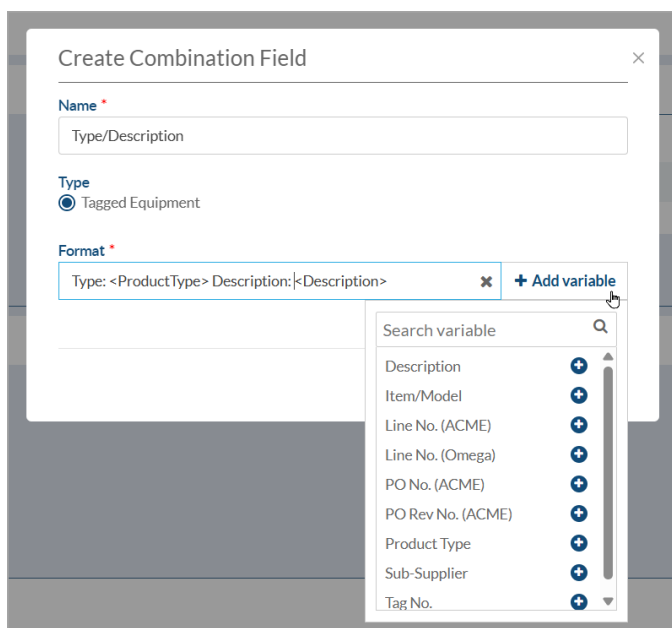 Create Combination Field
Name *
Type/Description
Type
Tagged Equipment
Format *
Type: <ProductType> Description:<Description>
+ Add variable
Search variable
Description
Item/Model
Line No. (ACME)
Line No. (Omega)
PO No. (ACME)
PO Rev No. (ACME)
Product Type
Sub-Supplier
Tag No.